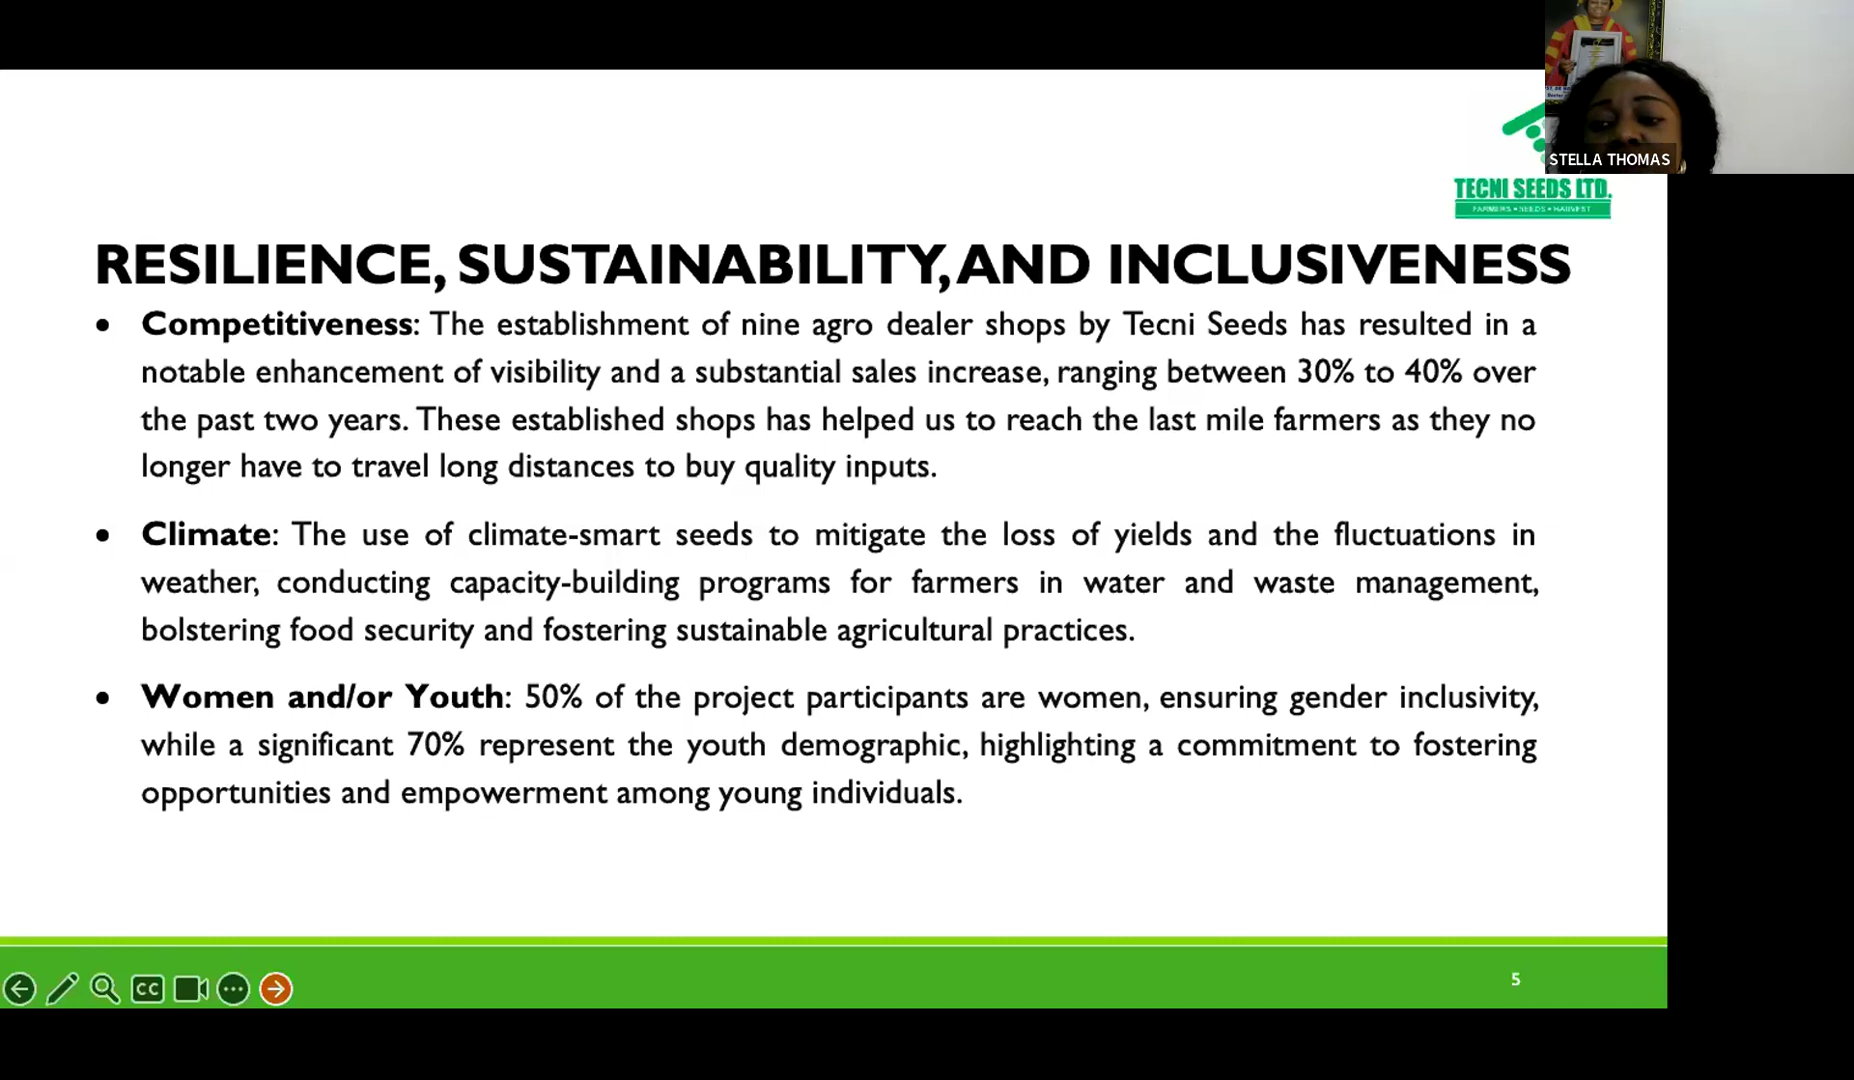 STELLA THOMAS
TECNI SEEDS LTD.
FARMERS • SEEDS • HARVEST
RESILIENCE, SUSTAINABILITY, AND INCLUSIVENESS
• Competitiveness: The establishment of nine agro dealer shops by Tecni Seeds has resulted in a
notable enhancement of visibility and a substantial sales increase, ranging between 30% to 40% over
the past two years. These established shops has helped us to reach the last mile farmers as they no
longer have to travel long distances to buy quality inputs.
• Climate: The use of climate-smart seeds to mitigate the loss of yields and the fluctuations in
weather, conducting capacity-building programs for farmers in water and waste management,
bolstering food security and fostering sustainable agricultural practices.
• Women and/or Youth: 50% of the project participants are women, ensuring gender inclusivity,
while a significant 70% represent the youth demographic, highlighting a commitment to fostering
opportunities and empowerment among young individuals.
CC
5